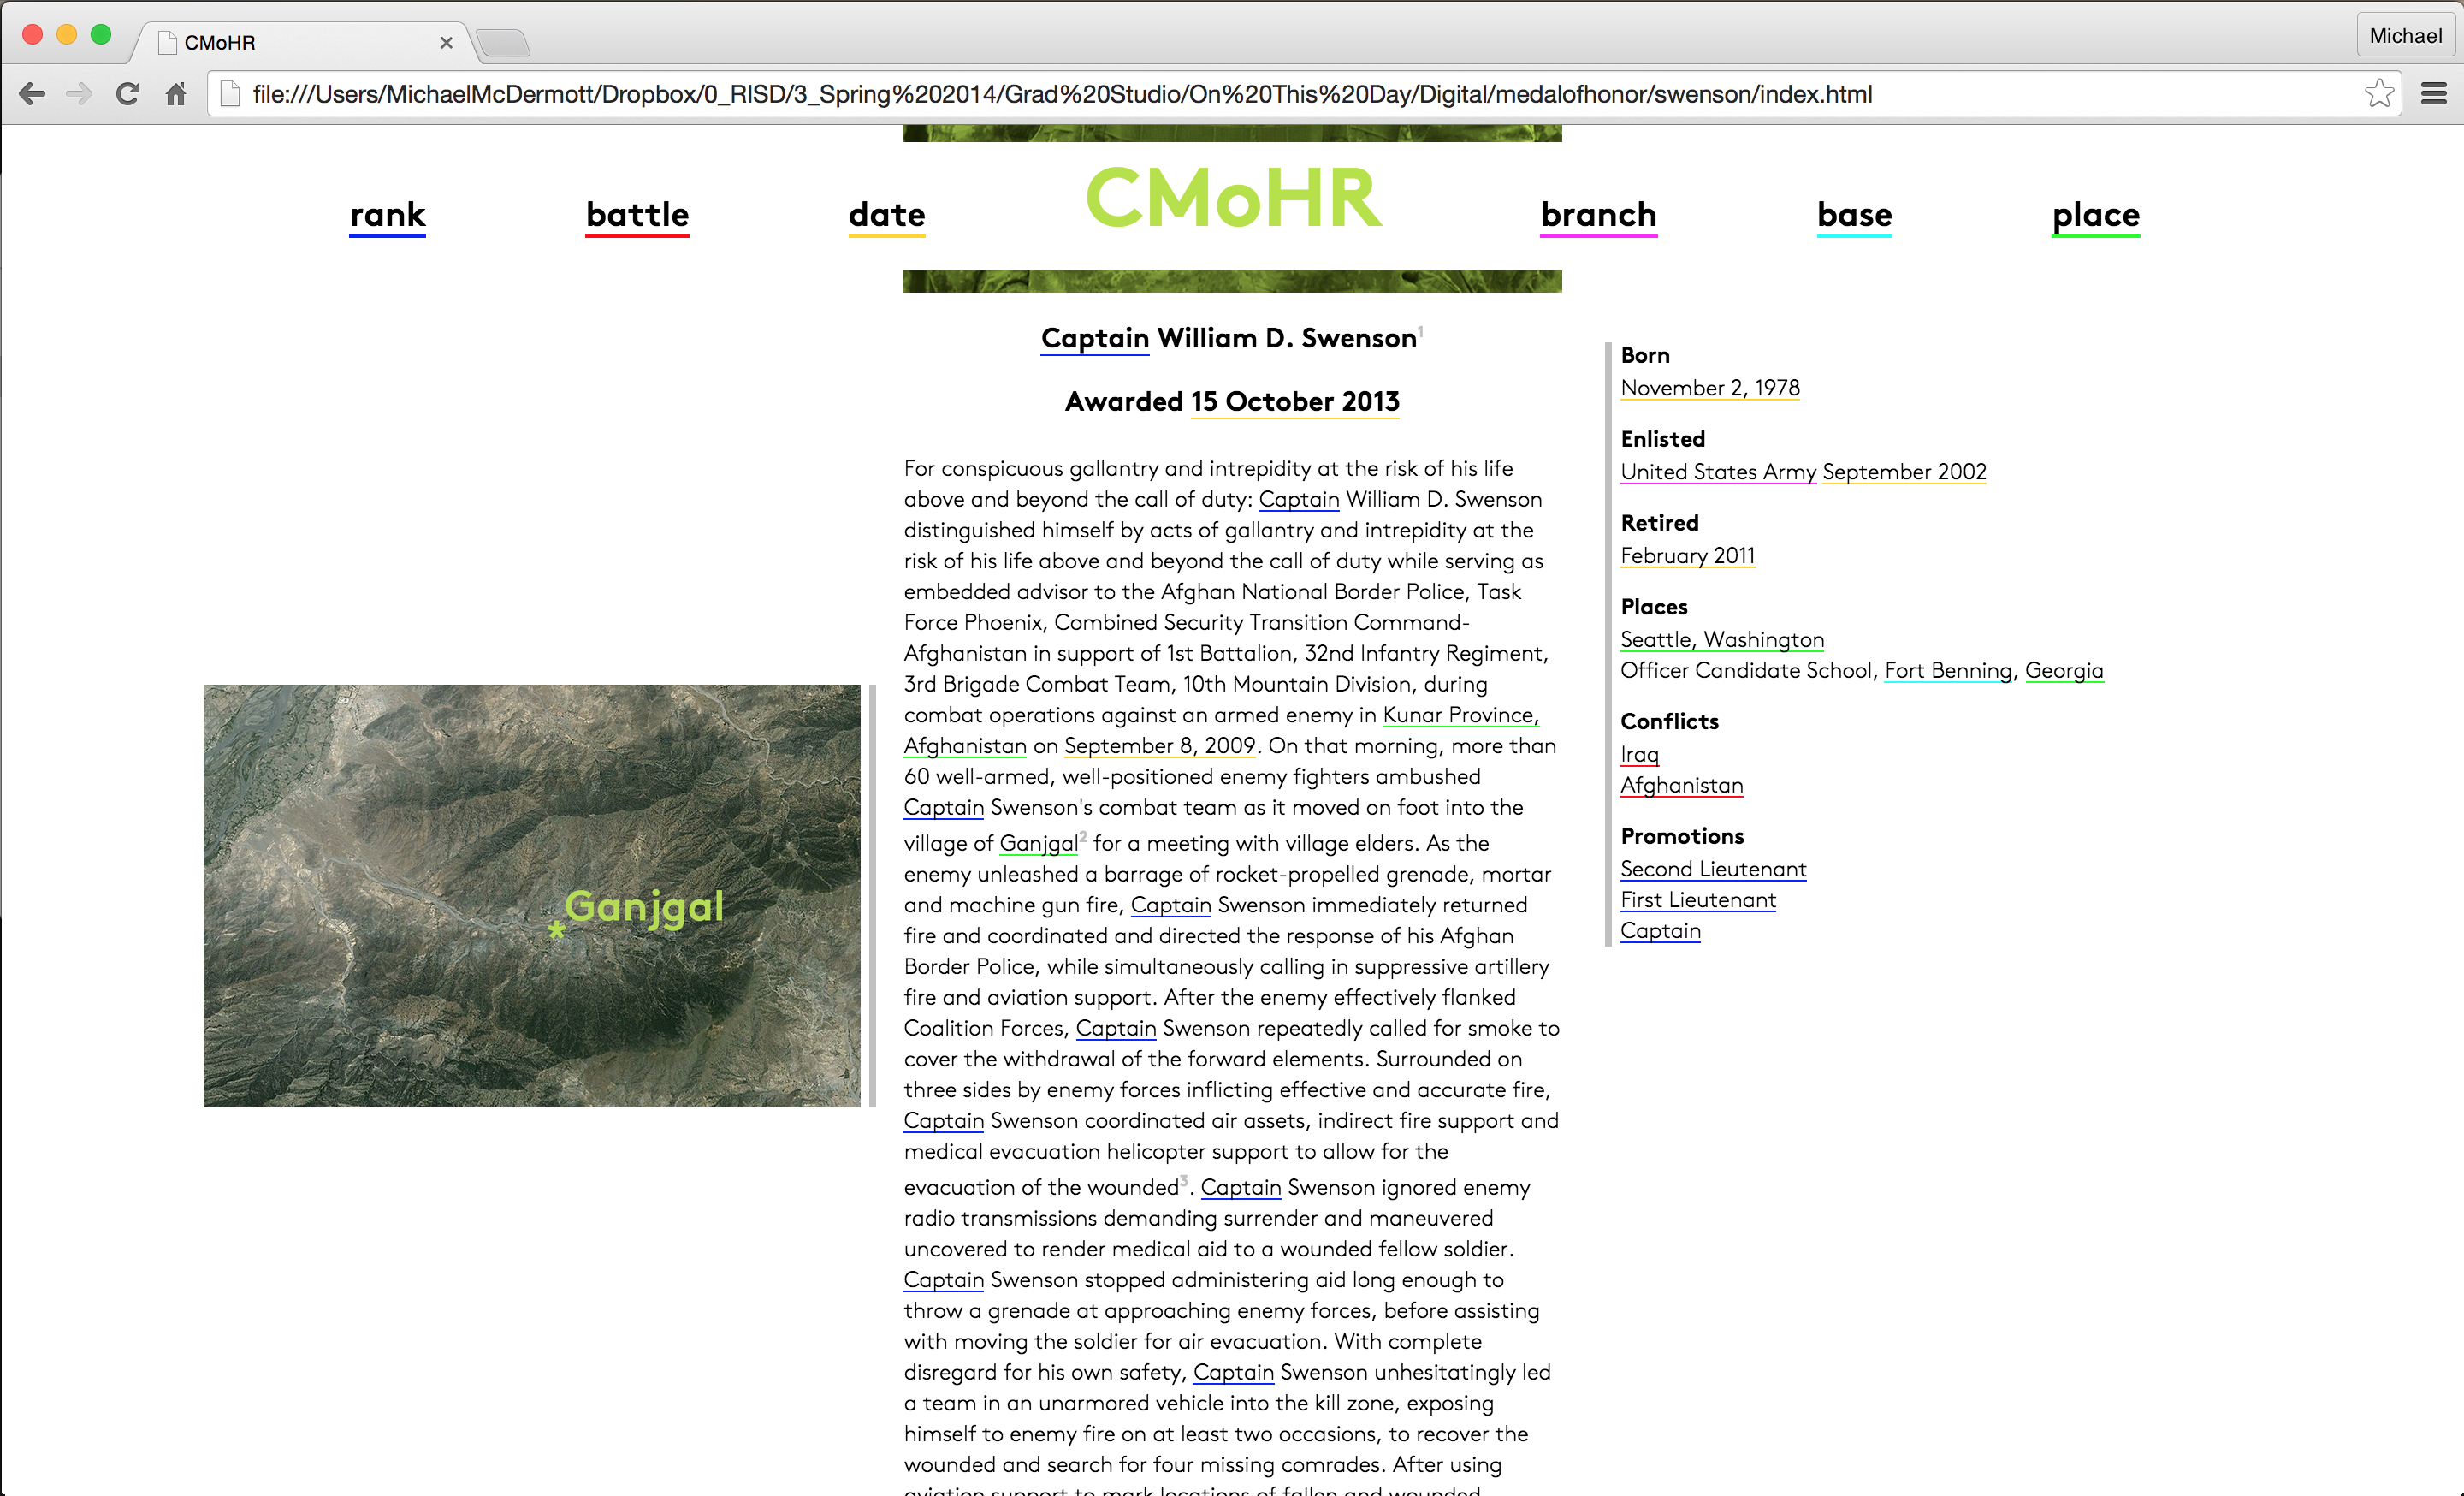 CMoHR
Michael
file:///Users/MichaelMcDermott/Dropbox/0_RISD/3_Spring%202014/Grad%20Studio/On%20This%20Day/Digital/medalofhonor/swenson/index.html
rank
battle
date
CMoHR
branch
base
place
Captain William D. Swenson1
Awarded 15 October 2013
For conspicuous gallantry and intrepidity at the risk of his life
above and beyond the call of duty: Captain William D. Swenson
distinguished himself by acts of gallantry and intrepidity at the
risk of his life above and beyond the call of duty while serving as
embedded advisor to the Afghan National Border Police, Task
Force Phoenix, Combined Security Transition Command-
Afghanistan in support of 1st Battalion, 32nd Infantry Regiment,
3rd Brigade Combat Team, 10th Mountain Division, during
combat operations against an armed enemy in Kunar Province,
Afghanistan on September 8, 2009. On that morning, more than
60 well-armed, well-positioned enemy fighters ambushed
Captain Swenson's combat team as it moved on foot into the
village of Ganjgal2 for a meeting with village elders. As the
enemy unleashed a barrage of rocket-propelled grenade, mortar
and machine gun fire, Captain Swenson immediately returned
fire and coordinated and directed the response of his Afghan
Border Police, while simultaneously calling in suppressive artillery
fire and aviation support. After the enemy effectively flanked
Coalition Forces, Captain Swenson repeatedly called for smoke to
cover the withdrawal of the forward elements. Surrounded on
three sides by enemy forces inflicting effective and accurate fire,
Captain Swenson coordinated air assets, indirect fire support and
medical evacuation helicopter support to allow for the
evacuation of the wounded3. Captain Swenson ignored enemy
radio transmissions demanding surrender and maneuvered
uncovered to render medical aid to a wounded fellow soldier.
Captain Swenson stopped administering aid long enough to
throw a grenade at approaching enemy forces, before assisting
with moving the soldier for air evacuation. With complete
disregard for his own safety, Captain Swenson unhesitatingly led
a team in an unarmored vehicle into the kill zone, exposing
himself to enemy fire on at least two occasions, to recover the
wounded and search for four missing comrades. After using
aviation support to mark locations of fallen and wounded
*Ganjgal
Born
November 2, 1978
Enlisted
United States Army September 2002
Retired
February 2011
Places
Seattle, Washington
Officer Candidate School, Fort Benning, Georgia
Conflicts
Iraq
Afghanistan
Promotions
Second Lieutenant
First Lieutenant
Captain